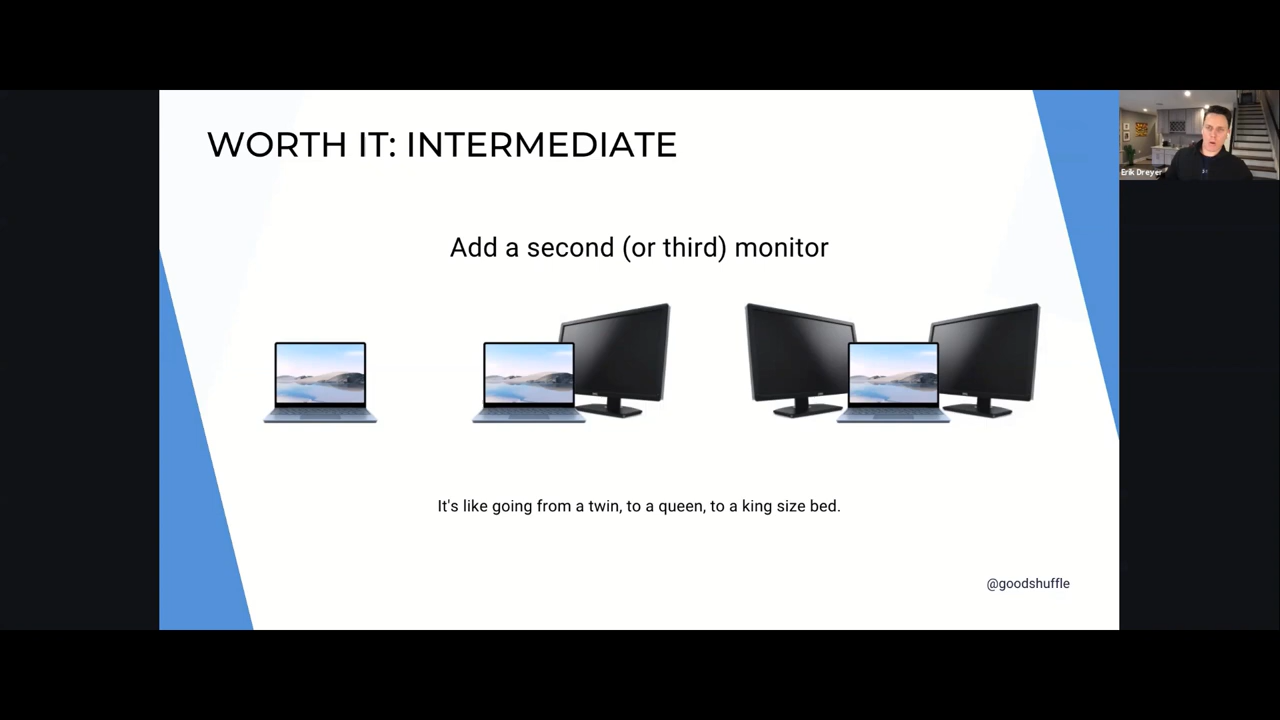 WORTH IT: INTERMEDIATE
Erik Dreyer
Add a second (or third) monitor
It's like going from a twin, to a queen, to a king size bed.
@goodshuffle